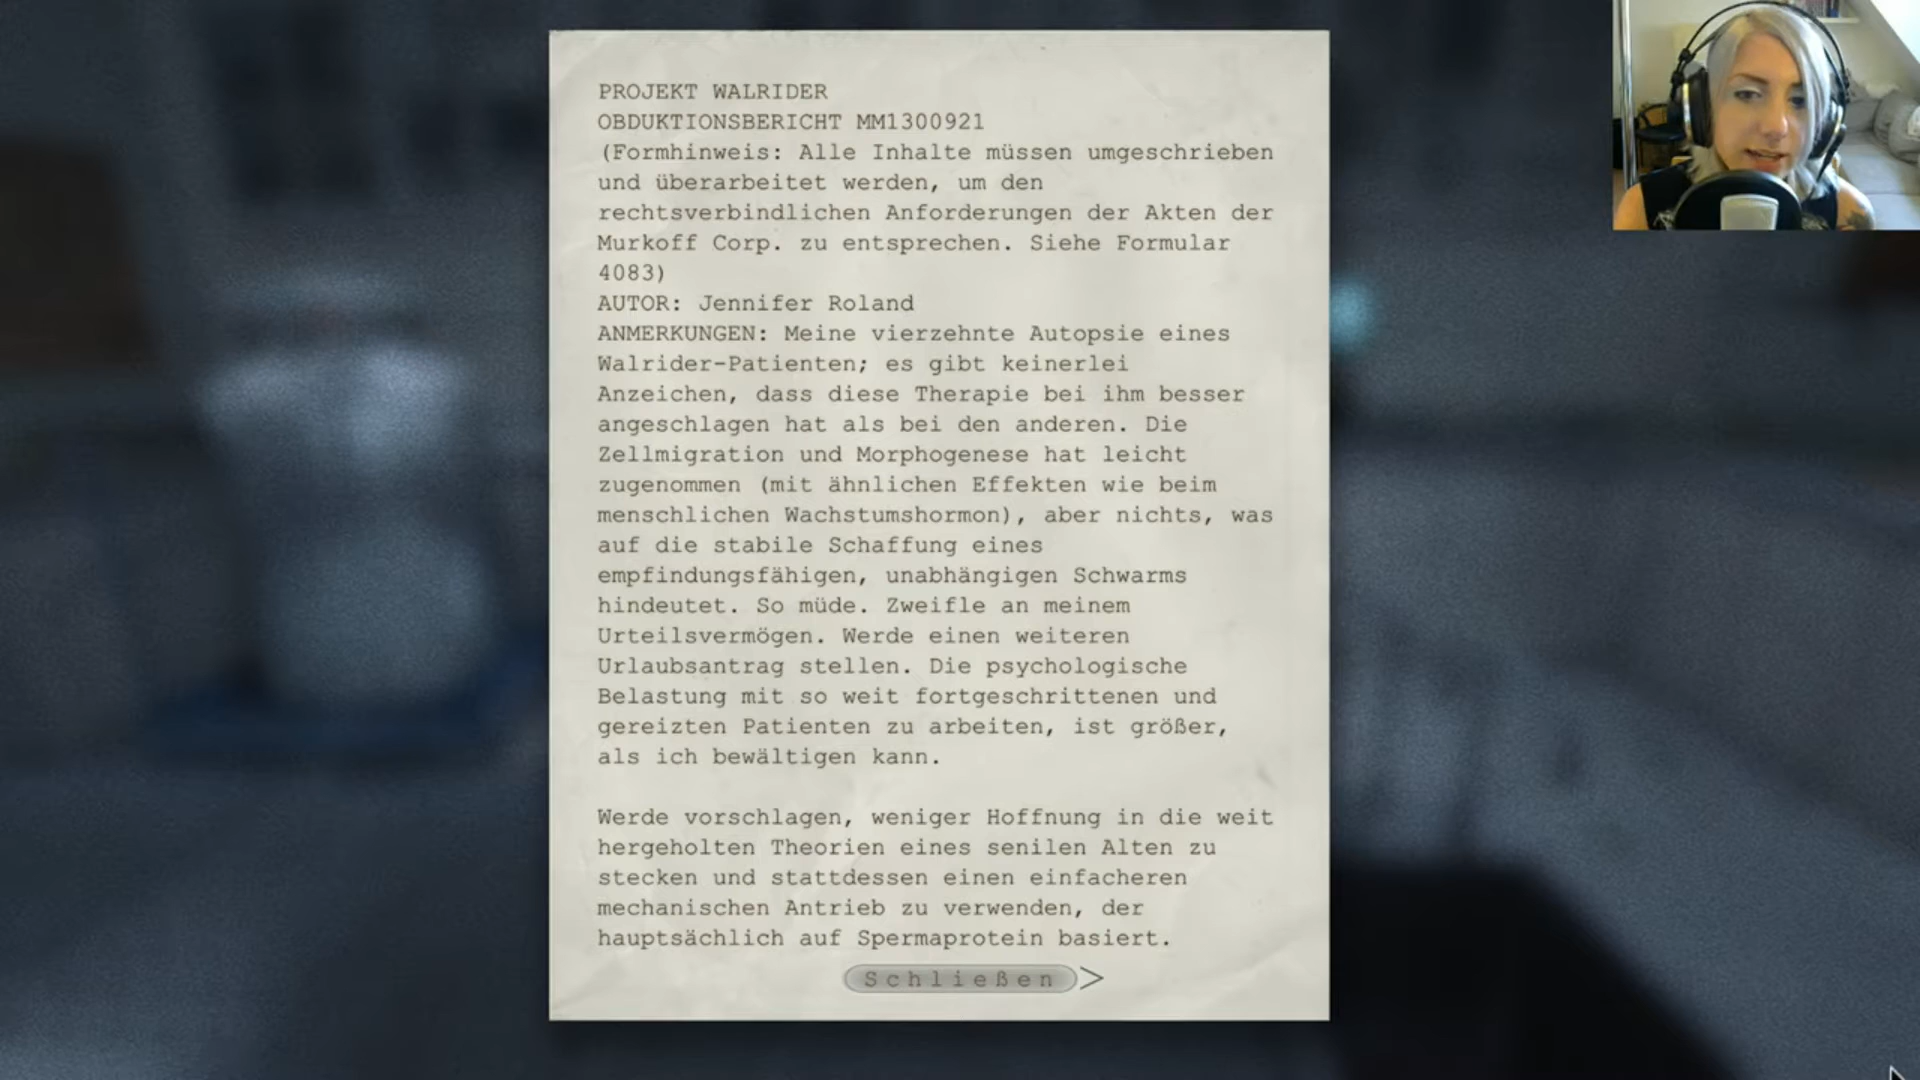 PROJEKT WALRIDER
OBDUKTIONSBERICHT MM1300921
(Formhinweis: Alle Inhalte müssen umgeschrieben
und überarbeitet werden, um den
rechtsverbindlichen Anforderungen der Akten der
Murkoff Corp. zu entsprechen. Siehe Formular
4083)
AUTOR: Jennifer Roland
ANMERKUNGEN: Meine vierzehnte Autopsie eines
Walrider-Patienten; es gibt keinerlei
Anzeichen, dass diese Therapie bei ihm besser
angeschlagen hat als bei den anderen. Die
Zellmigration und Morphogenese hat leicht
zugenommen (mit ähnlichen Effekten wie beim
menschlichen Wachstumshormon), aber nichts, was
auf die stabile Schaffung eines
empfindungsfähigen, unabhängigen Schwarms
hindeutet. So müde. Zweifle an meinem
Urteilsvermögen. Werde einen weiteren
Urlaubsantrag stellen. Die psychologische
Belastung mit so weit fortgeschrittenen und
gereizten Patienten zu arbeiten, ist größer,
als ich bewältigen kann.
Werde vorschlagen, weniger Hoffnung in die weit
hergeholten Theorien eines senilen Alten zu
stecken und stattdessen einen einfacheren
mechanischen Antrieb zu verwenden, der
hauptsächlich auf Spermaprotein basiert.
Schließen >